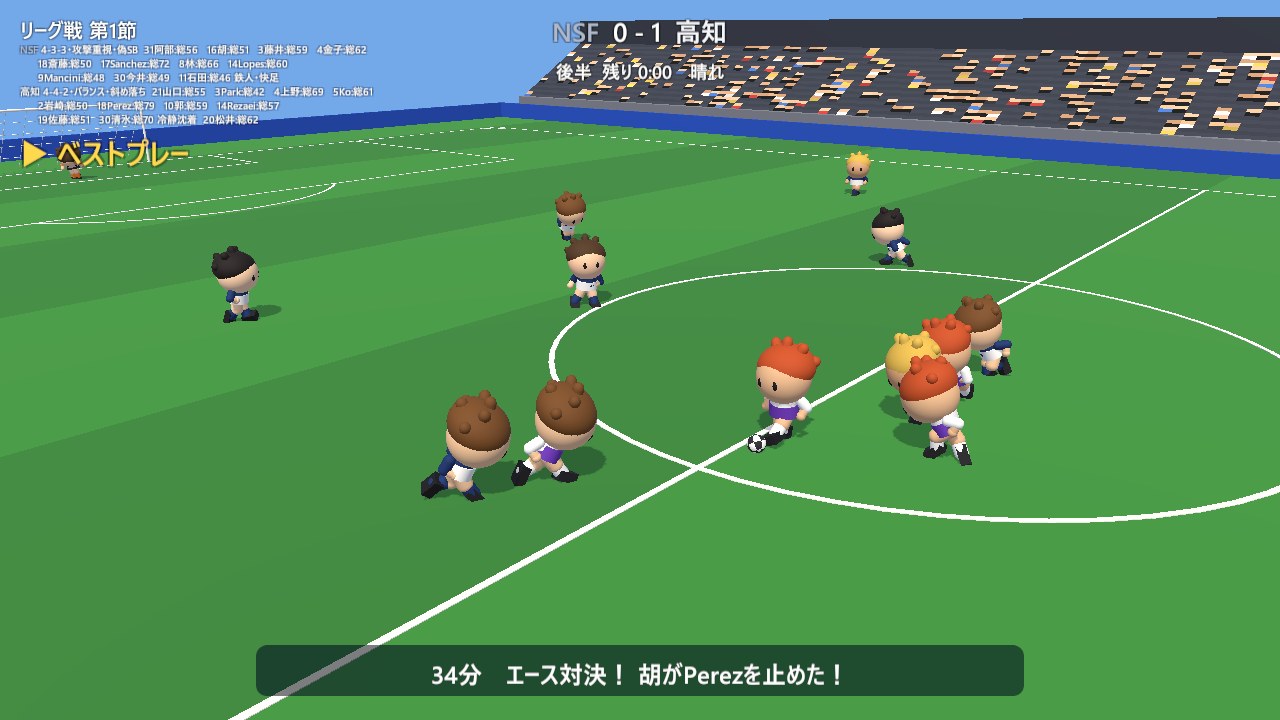 リーグ戦 第1節
NSF 4-3-3・攻撃重視・偽SB 31阿部:総56 16胡:総51 3藤井:総59 4金子:総62
18斎藤:総50 17Sanchez:総72 8林:総66 14Lopes:総60
9Mancini:総48 30今井:総49 11石田:総46 鉄人・快足
高知 4-4-2・バランス・斜め落ち 21山口:総55 3Park:総42 4上野:総69 5Ko:総61
2岩崎:総50 18Perez:総79 10郭:総59 14Rezaei:総57
19佐藤:総51 30清水:総70 冷静沈着 20松井:総62
▶ ベストプレー
NSF 0 - 1 高知
後半 残り 0:00 晴れ
34分 エース対決！ 胡がPerezを止めた！